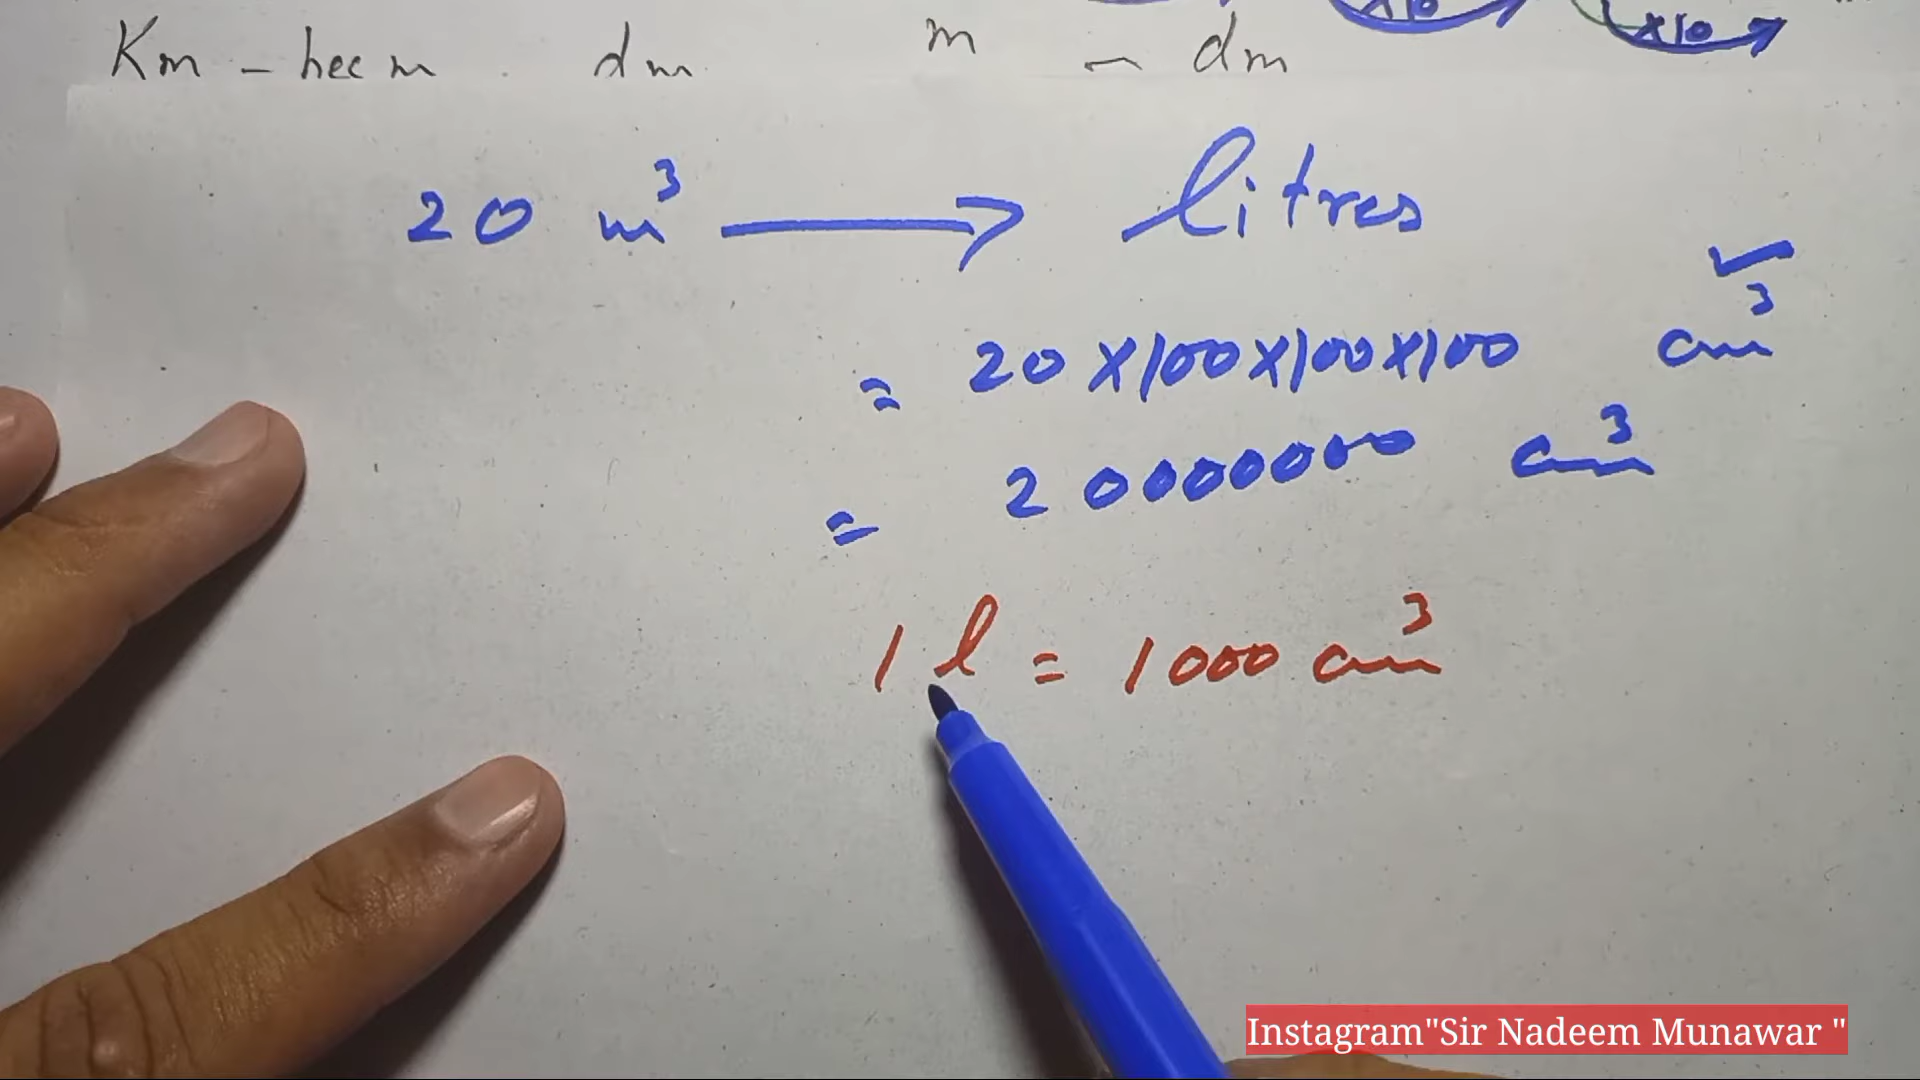 ×10 ×10
Km - hec m dm m - dm
20 m³ → litres
= 20 × 100 × 100 × 100 cm³
= 20000000 cm³
1 l = 1000 cm³
Instagram"Sir Nadeem Munawar "